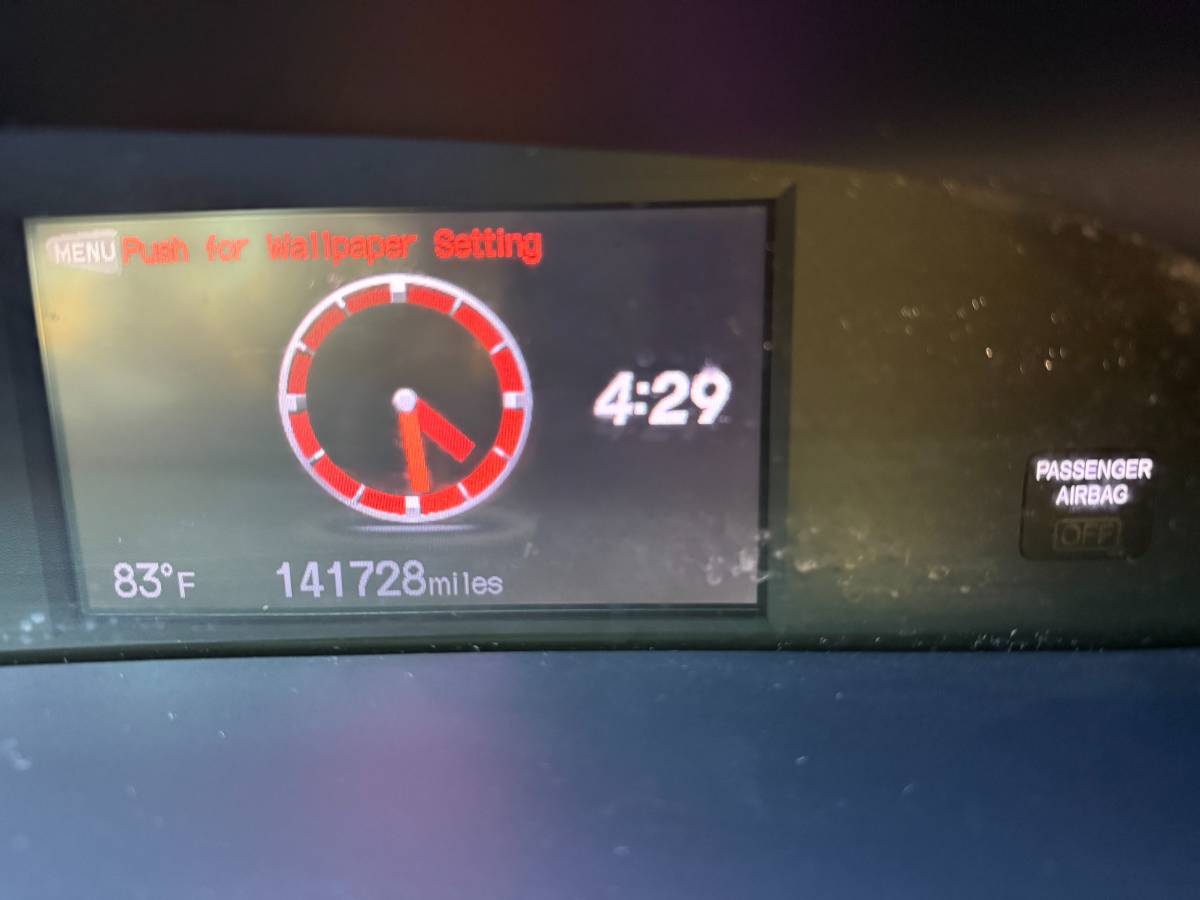 MENU Push for Wallpaper Setting
4:29
83°F 141728miles
PASSENGER
AIRBAG
OFF